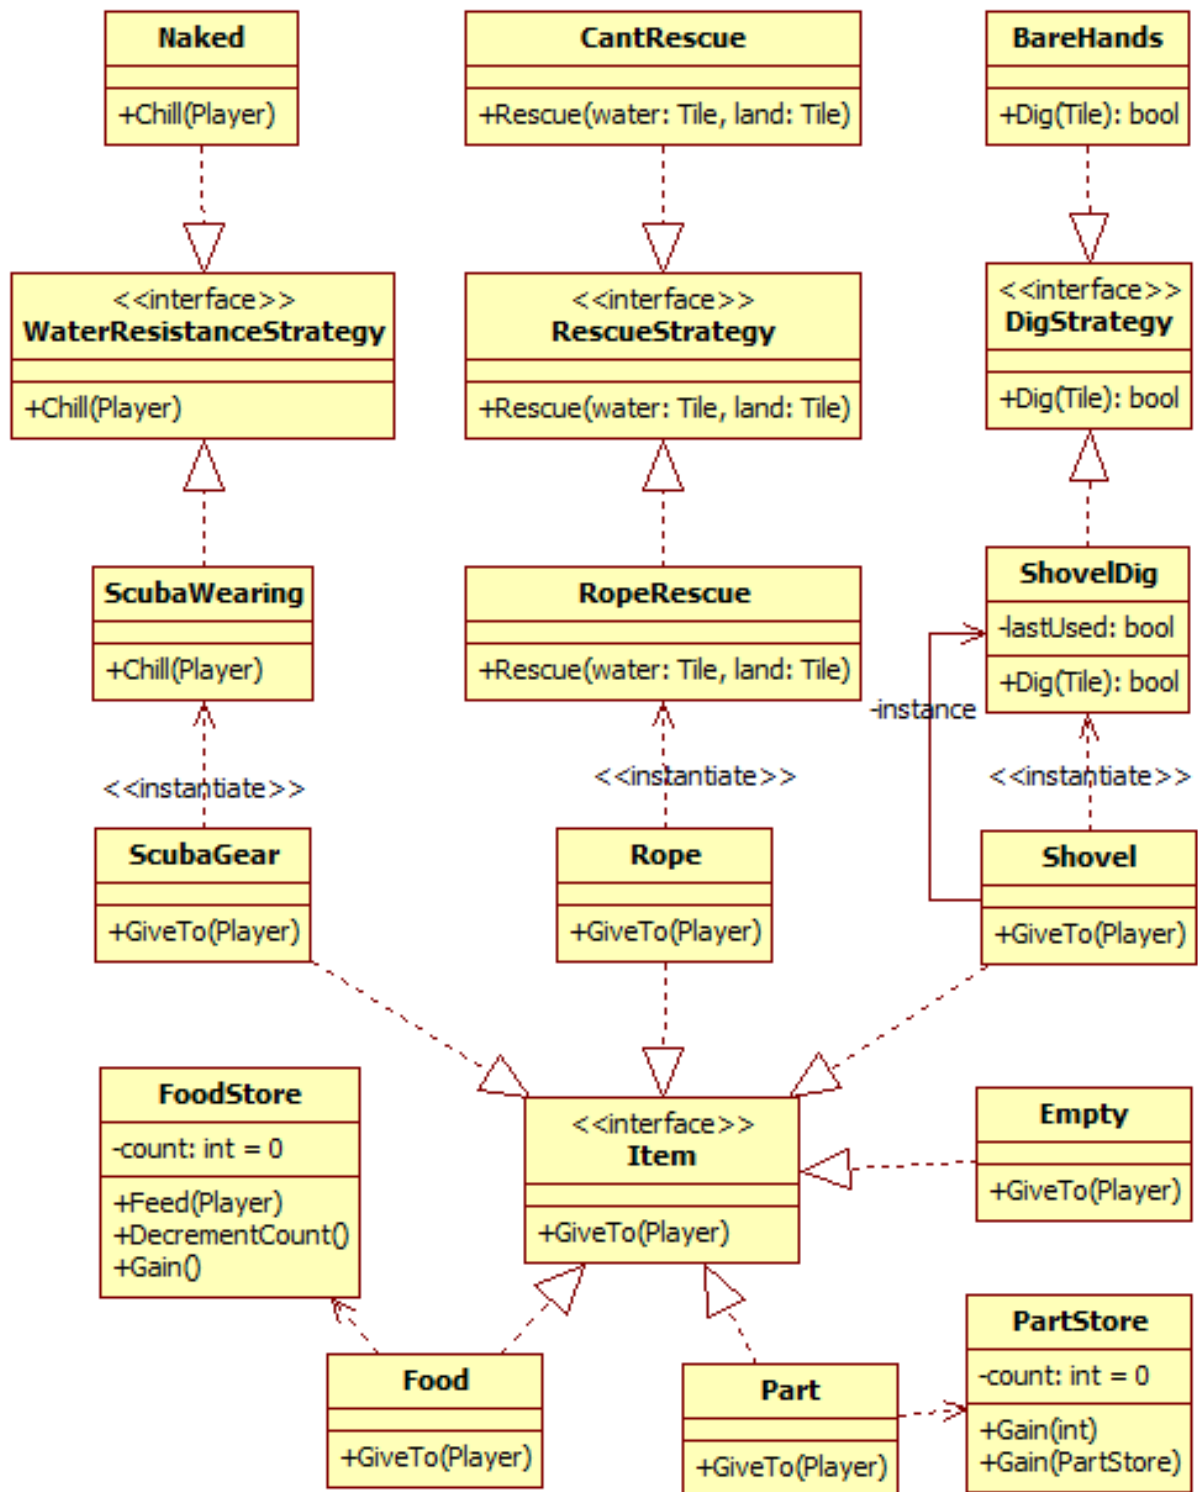 Naked
+Chill(Player)
CantRescue
+Rescue(water: Tile, land: Tile)
BareHands
+Dig(Tile): bool
<<interface>>
WaterResistanceStrategy
+Chill(Player)
<<interface>>
RescueStrategy
+Rescue(water: Tile, land: Tile)
<<interface>>
DigStrategy
+Dig(Tile): bool
ScubaWearing
+Chill(Player)
RopeRescue
+Rescue(water: Tile, land: Tile)
ShovelDig
-lastUsed: bool
+Dig(Tile): bool
-instance
<<instantiate>>
<<instantiate>>
<<instantiate>>
ScubaGear
+GiveTo(Player)
Rope
+GiveTo(Player)
Shovel
+GiveTo(Player)
FoodStore
-count: int = 0
+Feed(Player)
+DecrementCount()
+Gain()
<<interface>>
Item
+GiveTo(Player)
Empty
+GiveTo(Player)
Food
+GiveTo(Player)
Part
+GiveTo(Player)
PartStore
-count: int = 0
+Gain(int)
+Gain(PartStore)